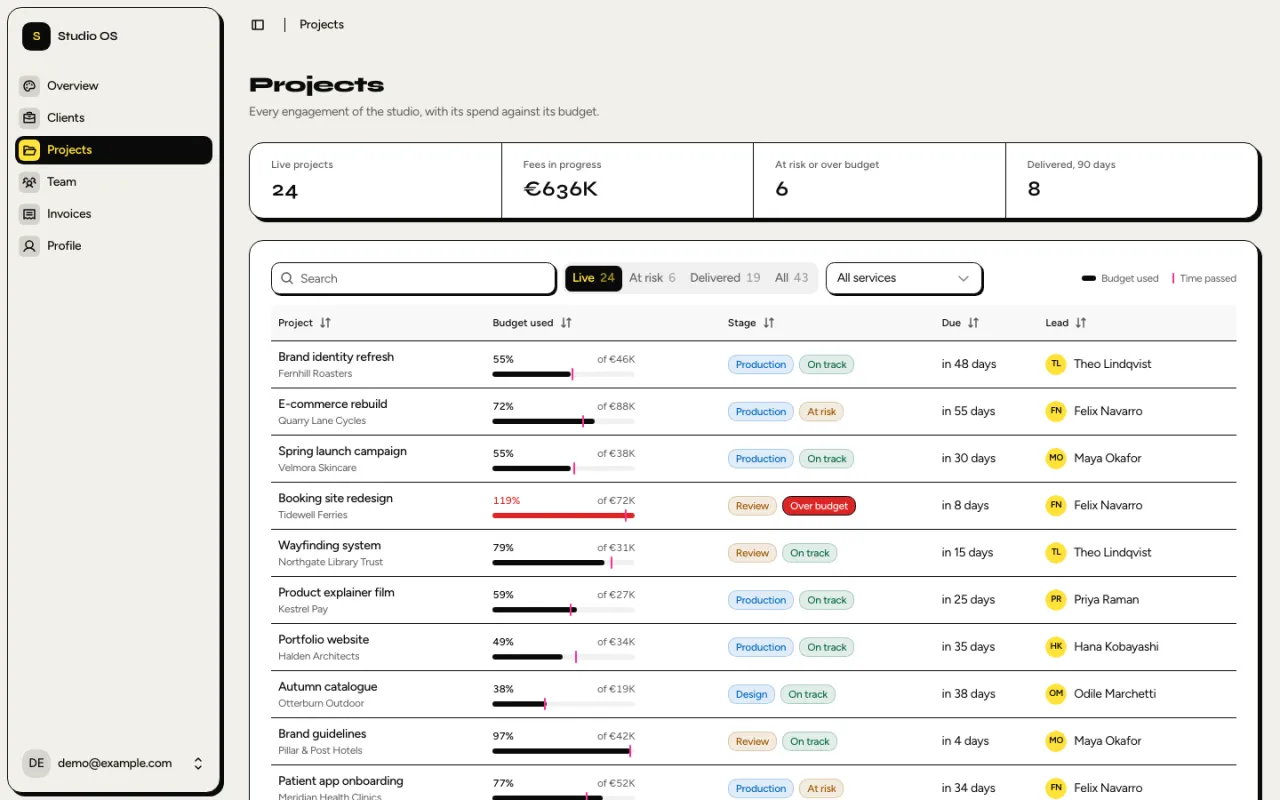 S Studio OS
Overview
Clients
Projects
Team
Invoices
Profile
DE demo@example.com
Projects
Projects
Every engagement of the studio, with its spend against its budget.
Live projects
24
Fees in progress
€636K
At risk or over budget
6
Delivered, 90 days
8
Search
Live 24 At risk 6 Delivered 19 All 43
All services
Budget used Time passed
Project Budget used Stage Due Lead
Brand identity refresh 55% of €46K Production On track in 48 days TL Theo Lindqvist
Fernhill Roasters
E-commerce rebuild 72% of €88K Production At risk in 55 days FN Felix Navarro
Quarry Lane Cycles
Spring launch campaign 55% of €38K Production On track in 30 days MO Maya Okafor
Velmora Skincare
Booking site redesign 119% of €72K Review Over budget in 8 days FN Felix Navarro
Tidewell Ferries
Wayfinding system 79% of €31K Review On track in 15 days TL Theo Lindqvist
Northgate Library Trust
Product explainer film 59% of €27K Production On track in 25 days PR Priya Raman
Kestrel Pay
Portfolio website 49% of €34K Production On track in 35 days HK Hana Kobayashi
Halden Architects
Autumn catalogue 38% of €19K Design On track in 38 days OM Odile Marchetti
Otterburn Outdoor
Brand guidelines 97% of €42K Review On track in 4 days MO Maya Okafor
Pillar & Post Hotels
Patient app onboarding 77% of €52K Production At risk in 34 days FN Felix Navarro
Meridian Health Clinics